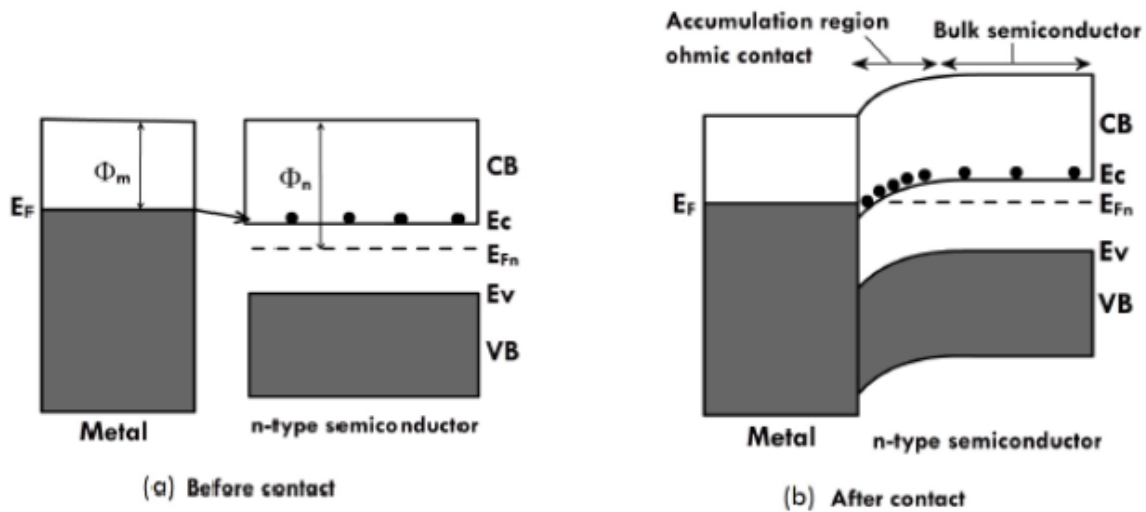 Accumulation region
ohmic contact
Bulk semiconductor
Φm
Φn
CB
EF
Ec
EFn
Ev
VB
Metal
n-type semiconductor
(a) Before contact
CB
Ec
EF
EFn
Ev
VB
Metal
n-type semiconductor
(b) After contact